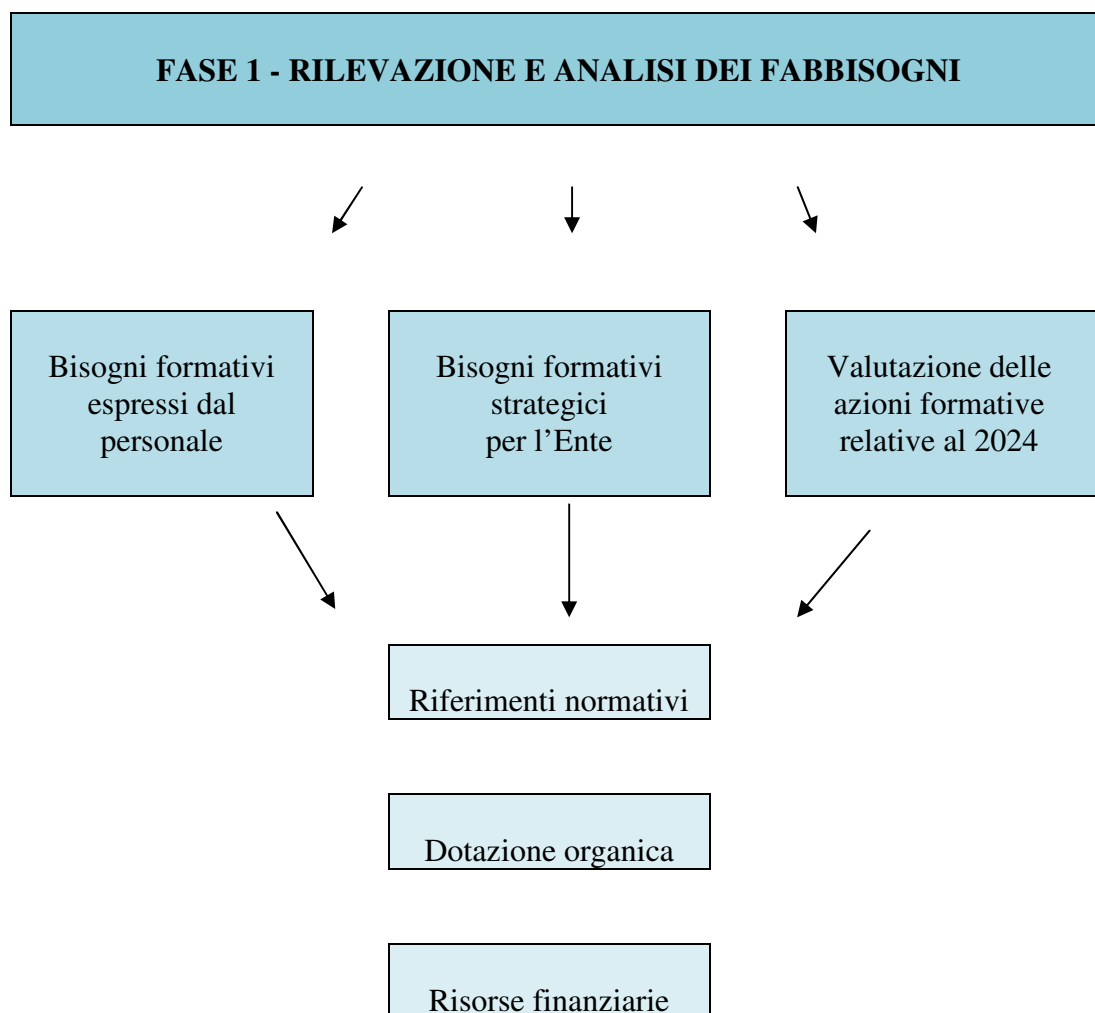 FASE 1 - RILEVAZIONE E ANALISI DEI FABBISOGNI
Bisogni formativi
espressi dal
personale
Bisogni formativi
strategici
per l’Ente
Valutazione delle
azioni formative
relative al 2024
Riferimenti normativi
Dotazione organica
Risorse finanziarie